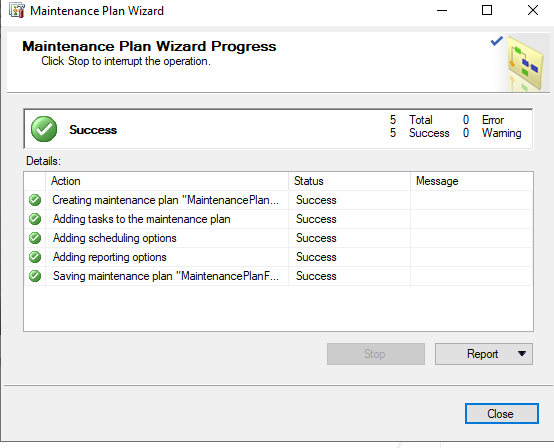 Maintenance Plan Wizard
Maintenance Plan Wizard Progress
Click Stop to interrupt the operation.
Success
5 Total 0 Error
5 Success 0 Warning
Details:
Action Status Message
Creating maintenance plan "MaintenancePlan... Success
Adding tasks to the maintenance plan Success
Adding scheduling options Success
Adding reporting options Success
Saving maintenance plan "MaintenancePlanF... Success
Stop Report
Close